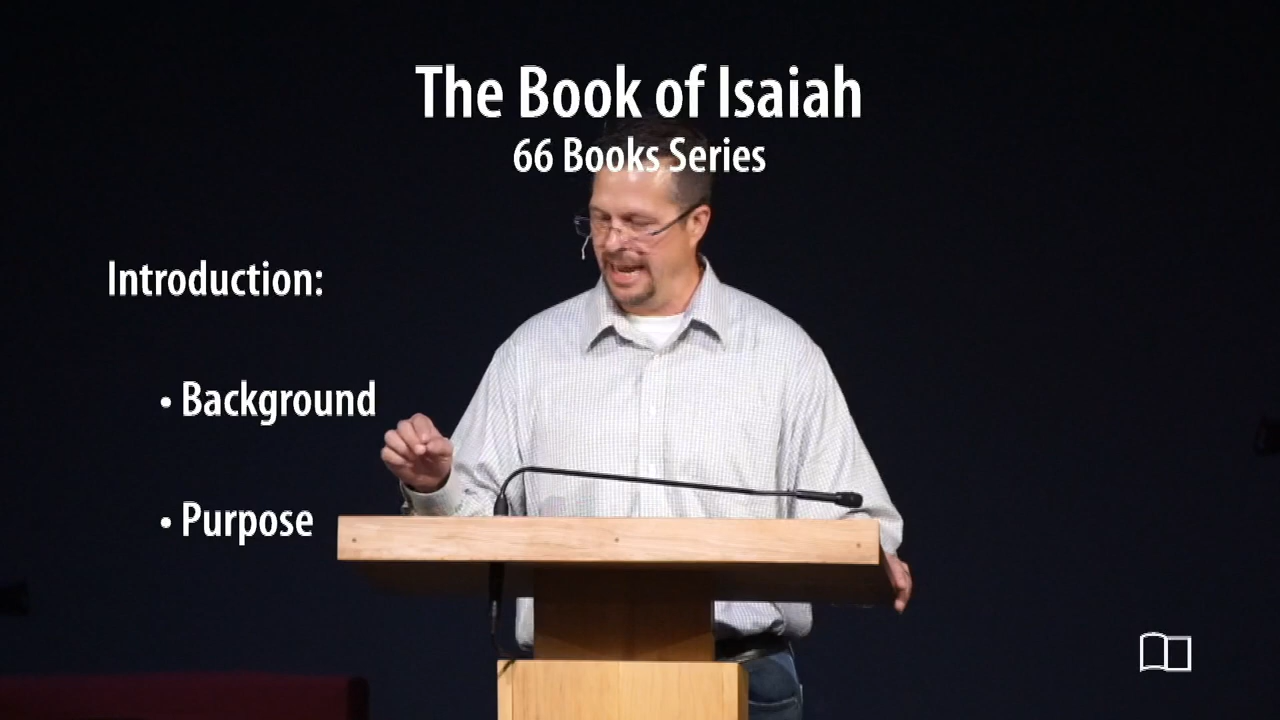 The Book of Isaiah
66 Books Series
Introduction:
• Background
• Purpose